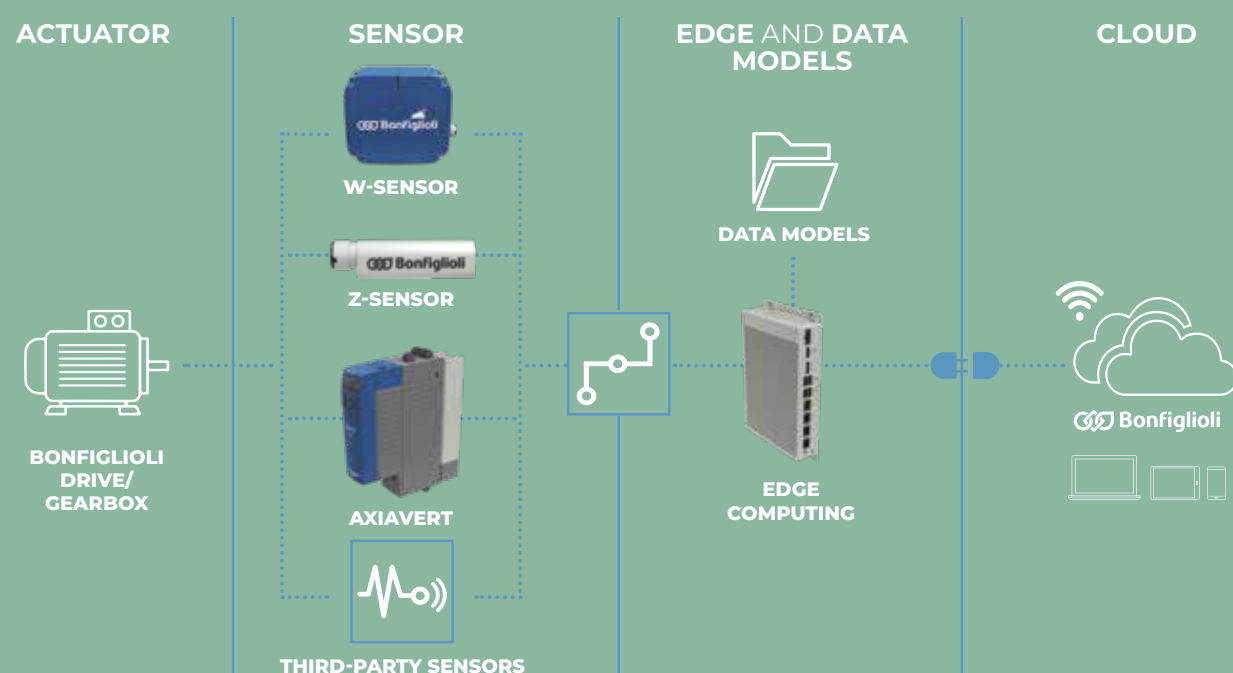 ACTUATOR
BONFIGLIOLI
DRIVE/
GEARBOX
SENSOR
Bonfiglioli
W-SENSOR
Bonfiglioli
Z-SENSOR
AXIAVERT
THIRD-PARTY SENSORS
EDGE AND DATA
MODELS
DATA MODELS
EDGE
COMPUTING
CLOUD
Bonfiglioli